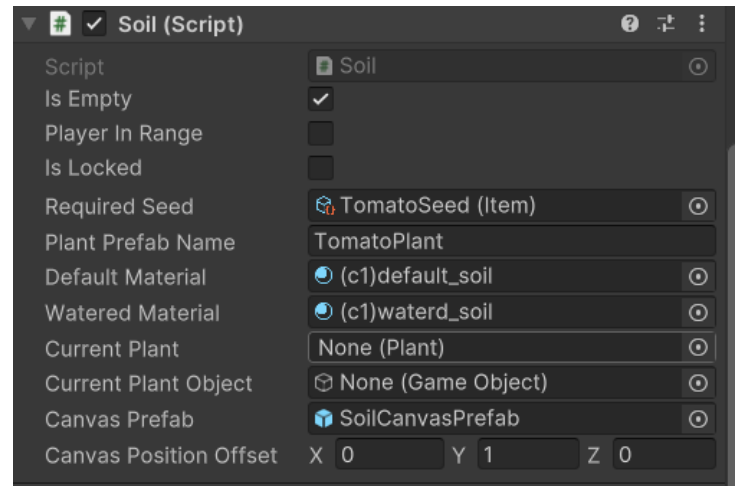 Soil (Script)
Script Soil
Is Empty
Player In Range
Is Locked
Required Seed TomatoSeed (Item)
Plant Prefab Name TomatoPlant
Default Material (c1)default_soil
Watered Material (c1)waterd_soil
Current Plant None (Plant)
Current Plant Object None (Game Object)
Canvas Prefab SoilCanvasPrefab
Canvas Position Offset X 0 Y 1 Z 0